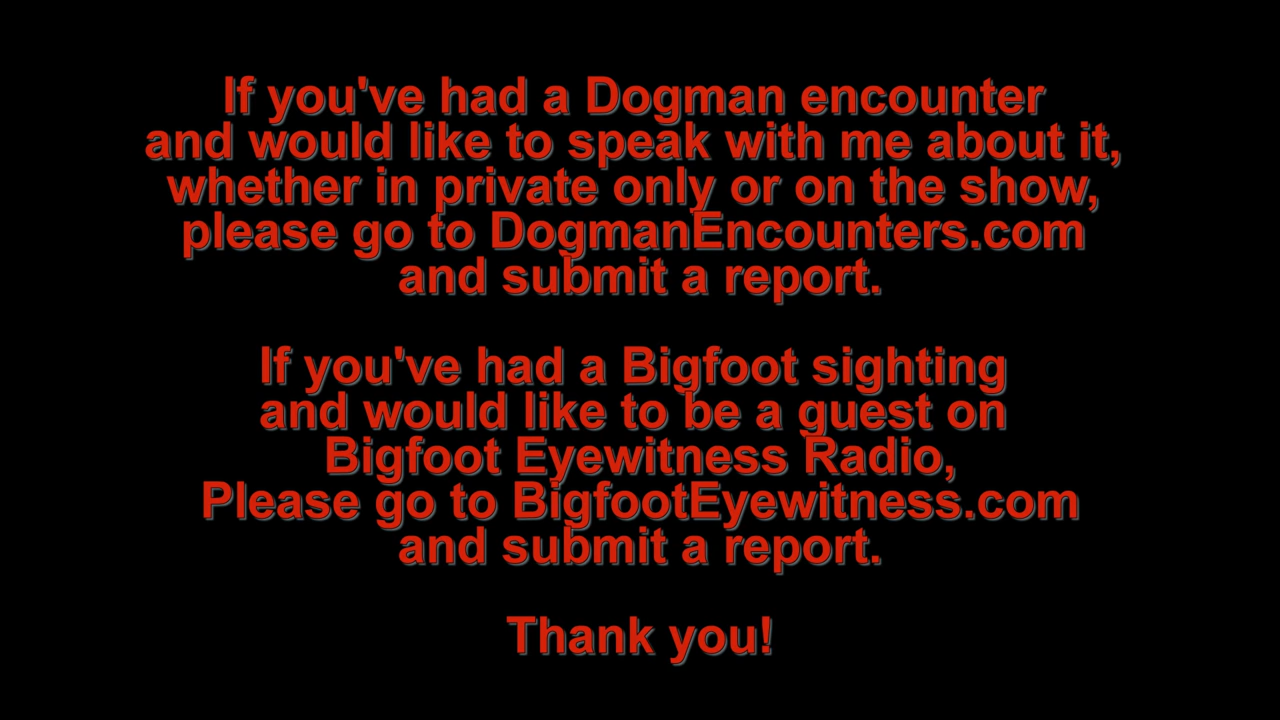 If you've had a Dogman encounter
and would like to speak with me about it,
whether in private only or on the show,
please go to DogmanEncounters.com
and submit a report.
If you've had a Bigfoot sighting
and would like to be a guest on
Bigfoot Eyewitness Radio,
Please go to BigfootEyewitness.com
and submit a report.
Thank you!